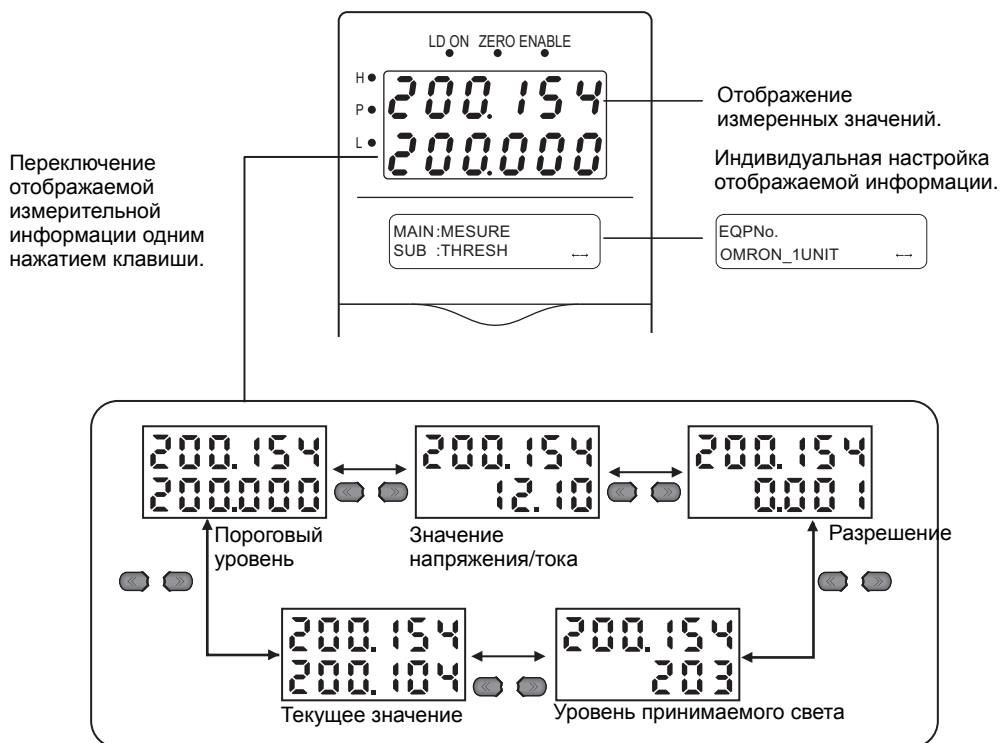 LD ON ZERO ENABLE
H
P
L
200.154
200.000
Отображение
измеренных значений.
Индивидуальная настройка
отображаемой информации.
Переключение
отображаемой
измерительной
информации одним
нажатием клавиши.
MAIN:MESURE
SUB :THRESH ↔
EQPNo.
OMRON_1UNIT ↔
200.154
200.000
Пороговый
уровень
200.154
12.10
Значение
напряжения/тока
200.154
0.001
Разрешение
200.154
200.104
Текущее значение
200.154
203
Уровень принимаемого света